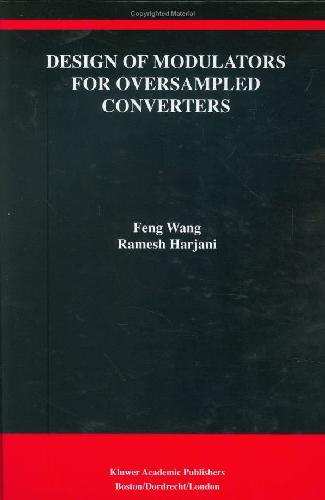 DESIGN OF MODULATORS
FOR OVERSAMPLED
CONVERTERS
Feng Wang
Ramesh Harjani
Kluwer Academic Publishers
Boston/Dordrecht/London